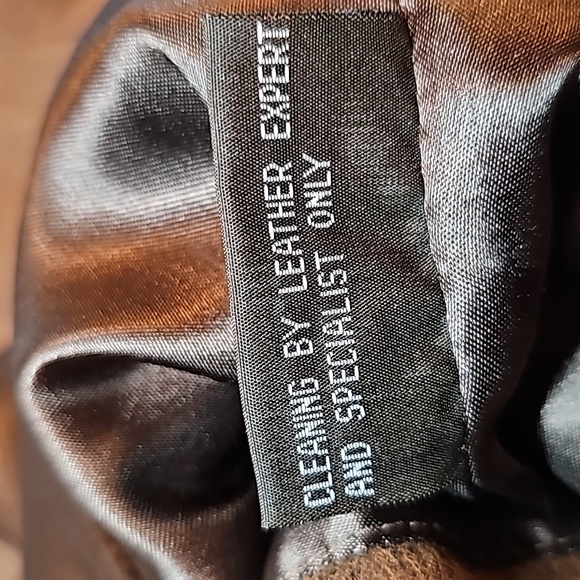 CLEANING BY LEATHER EXPERT
AND SPECIALIST ONLY